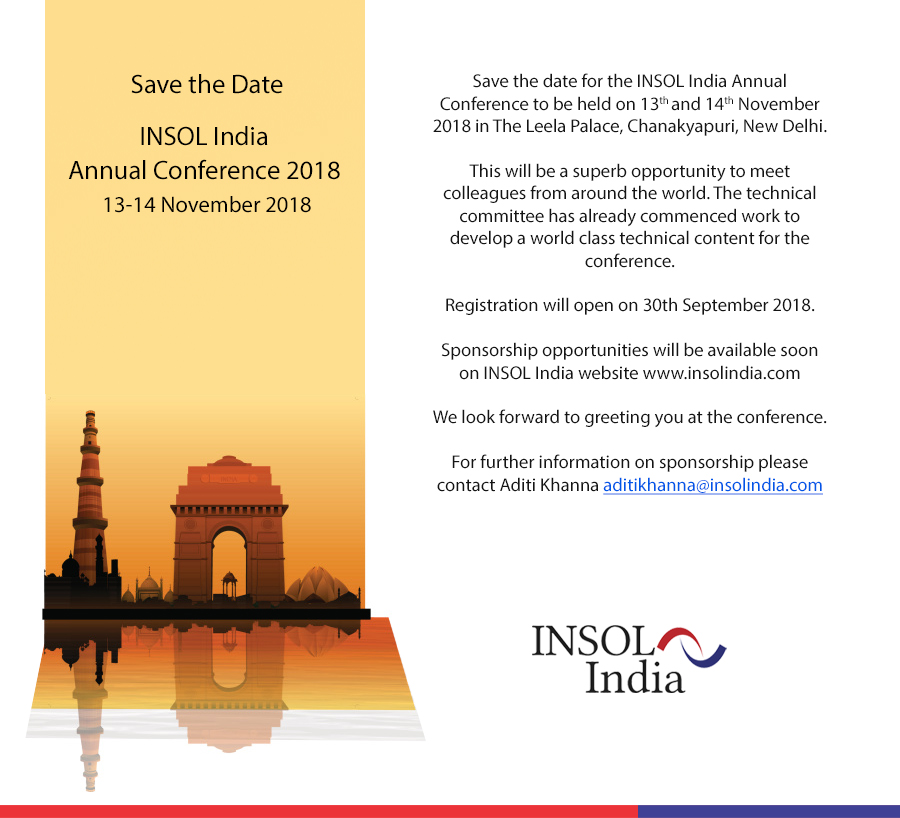 Save the Date
INSOL India
Annual Conference 2018
13-14 November 2018
Save the date for the INSOL India Annual
Conference to be held on 13th and 14th November
2018 in The Leela Palace, Chanakyapuri, New Delhi.
This will be a superb opportunity to meet
colleagues from around the world. The technical
committee has already commenced work to
develop a world class technical content for the
conference.
Registration will open on 30th September 2018.
Sponsorship opportunities will be available soon
on INSOL India website www.insolindia.com
We look forward to greeting you at the conference.
For further information on sponsorship please
contact Aditi Khanna aditikhanna@insolindia.com
INSOL
India